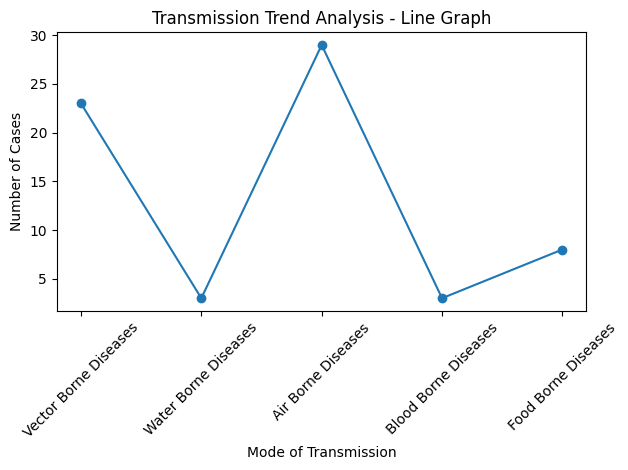 Transmission Trend Analysis - Line Graph
30
25
20
15
10
5
Number of Cases
Vector Borne Diseases
Water Borne Diseases
Air Borne Diseases
Blood Borne Diseases
Food Borne Diseases
Mode of Transmission